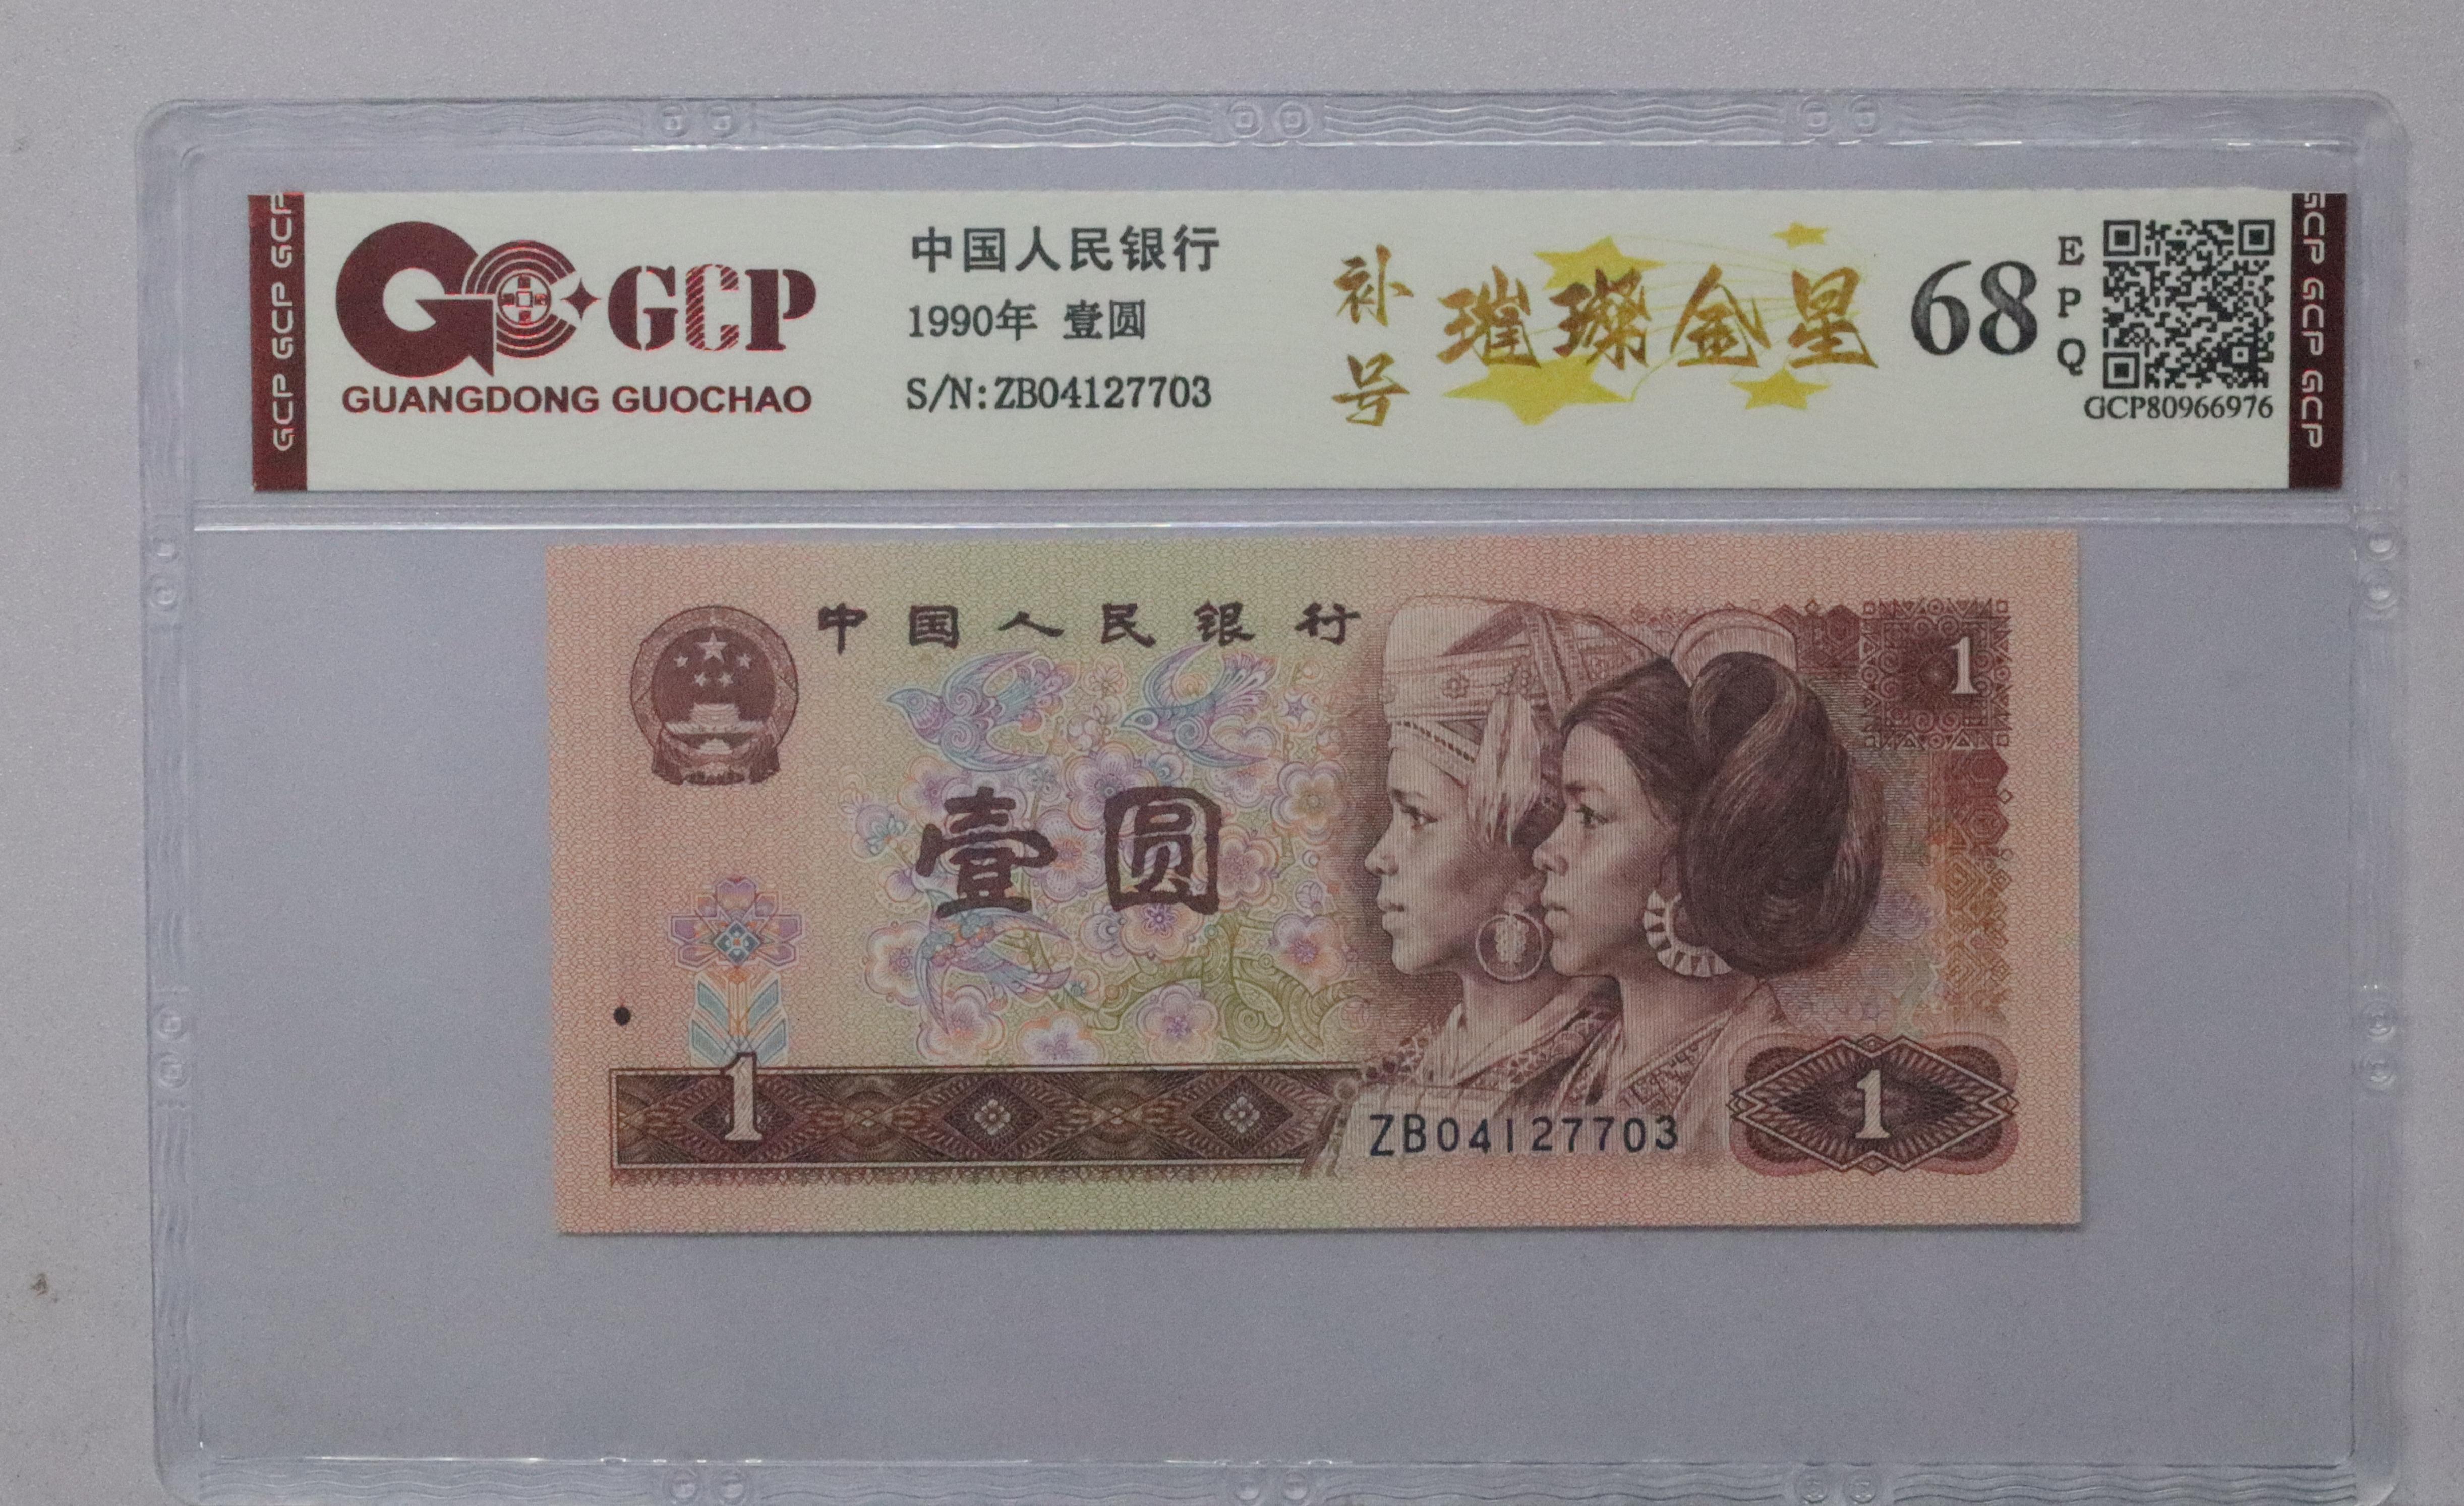 GCP GCP GCP
GCP
GUANGDONG GUOCHAO
中国人民银行
1990年 壹圆
S/N:ZB04127703
补号
璀璨金星
68
EPQ
GCP80966976
GCP GCP GCP
中国人民银行
1
壹圆
1
ZB04127703
1